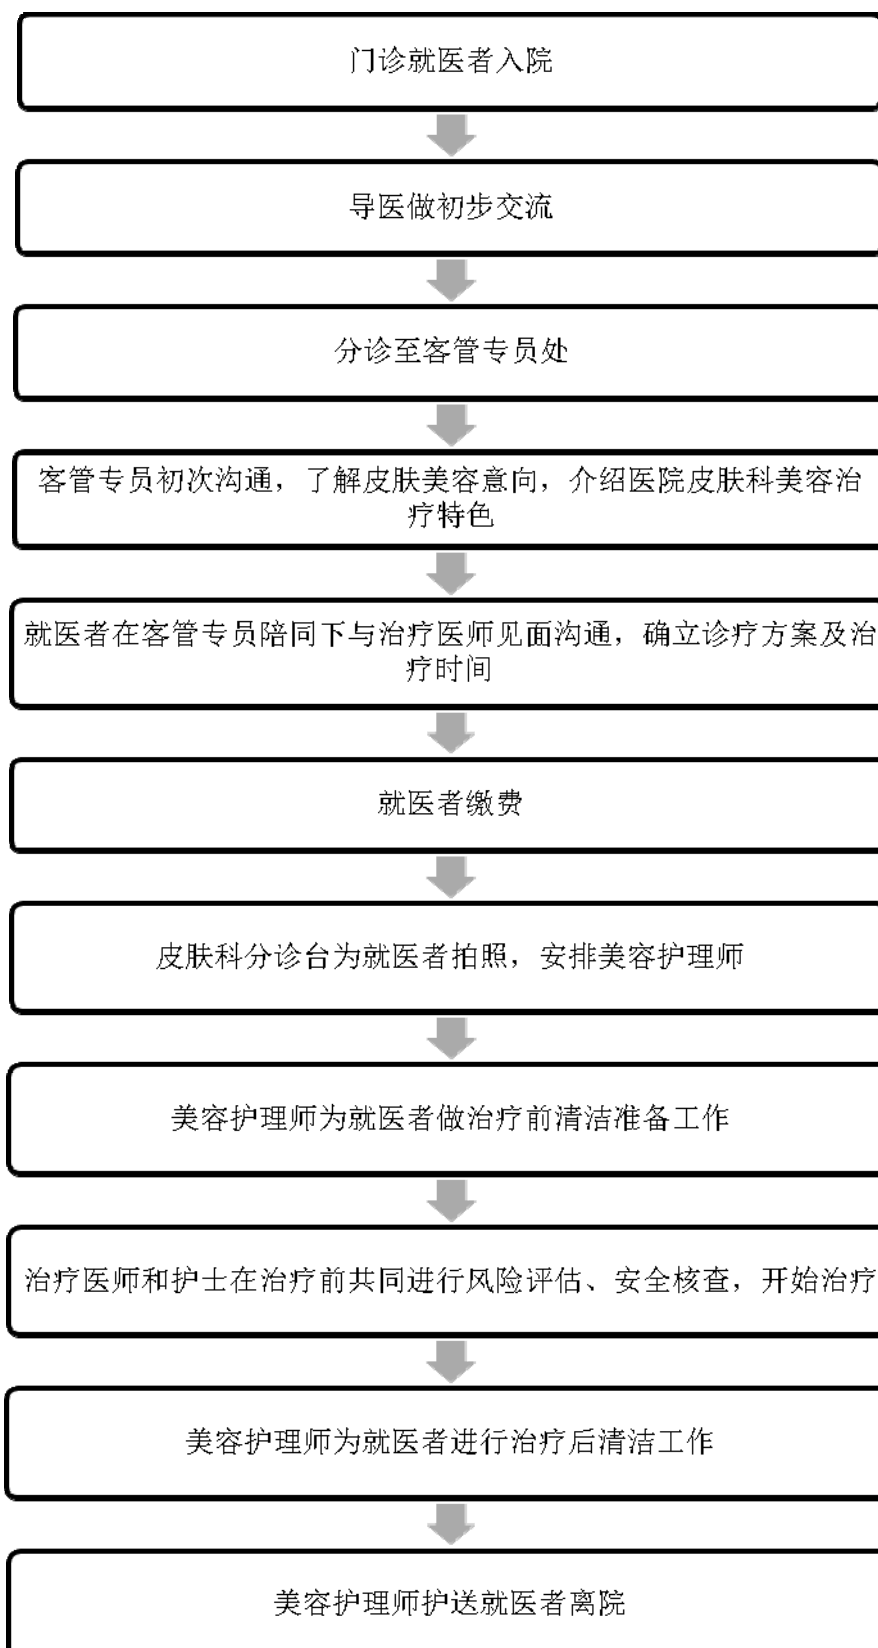 门诊就医者入院
导医做初步交流
分诊至客管专员处
客管专员初次沟通，了解皮肤美容意向，介绍医院皮肤科美容治
疗特色
就医者在客管专员陪同下与治疗医师见面沟通，确立诊疗方案及治
疗时间
就医者缴费
皮肤科分诊台为就医者拍照，安排美容护理师
美容护理师为就医者做治疗前清洁准备工作
治疗医师和护士在治疗前共同进行风险评估、安全核查，开始治疗
美容护理师为就医者进行治疗后清洁工作
美容护理师护送就医者离院